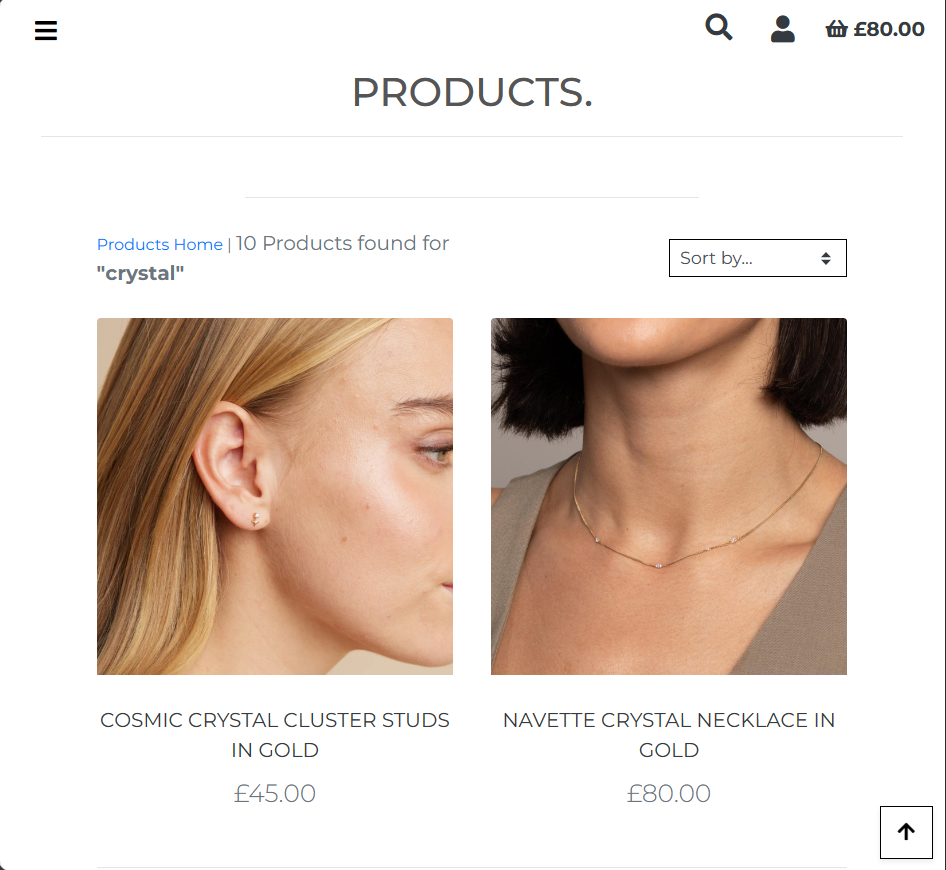 £80.00
PRODUCTS.
Products Home | 10 Products found for
"crystal"
Sort by...
COSMIC CRYSTAL CLUSTER STUDS
IN GOLD
£45.00
NAVETTE CRYSTAL NECKLACE IN
GOLD
£80.00